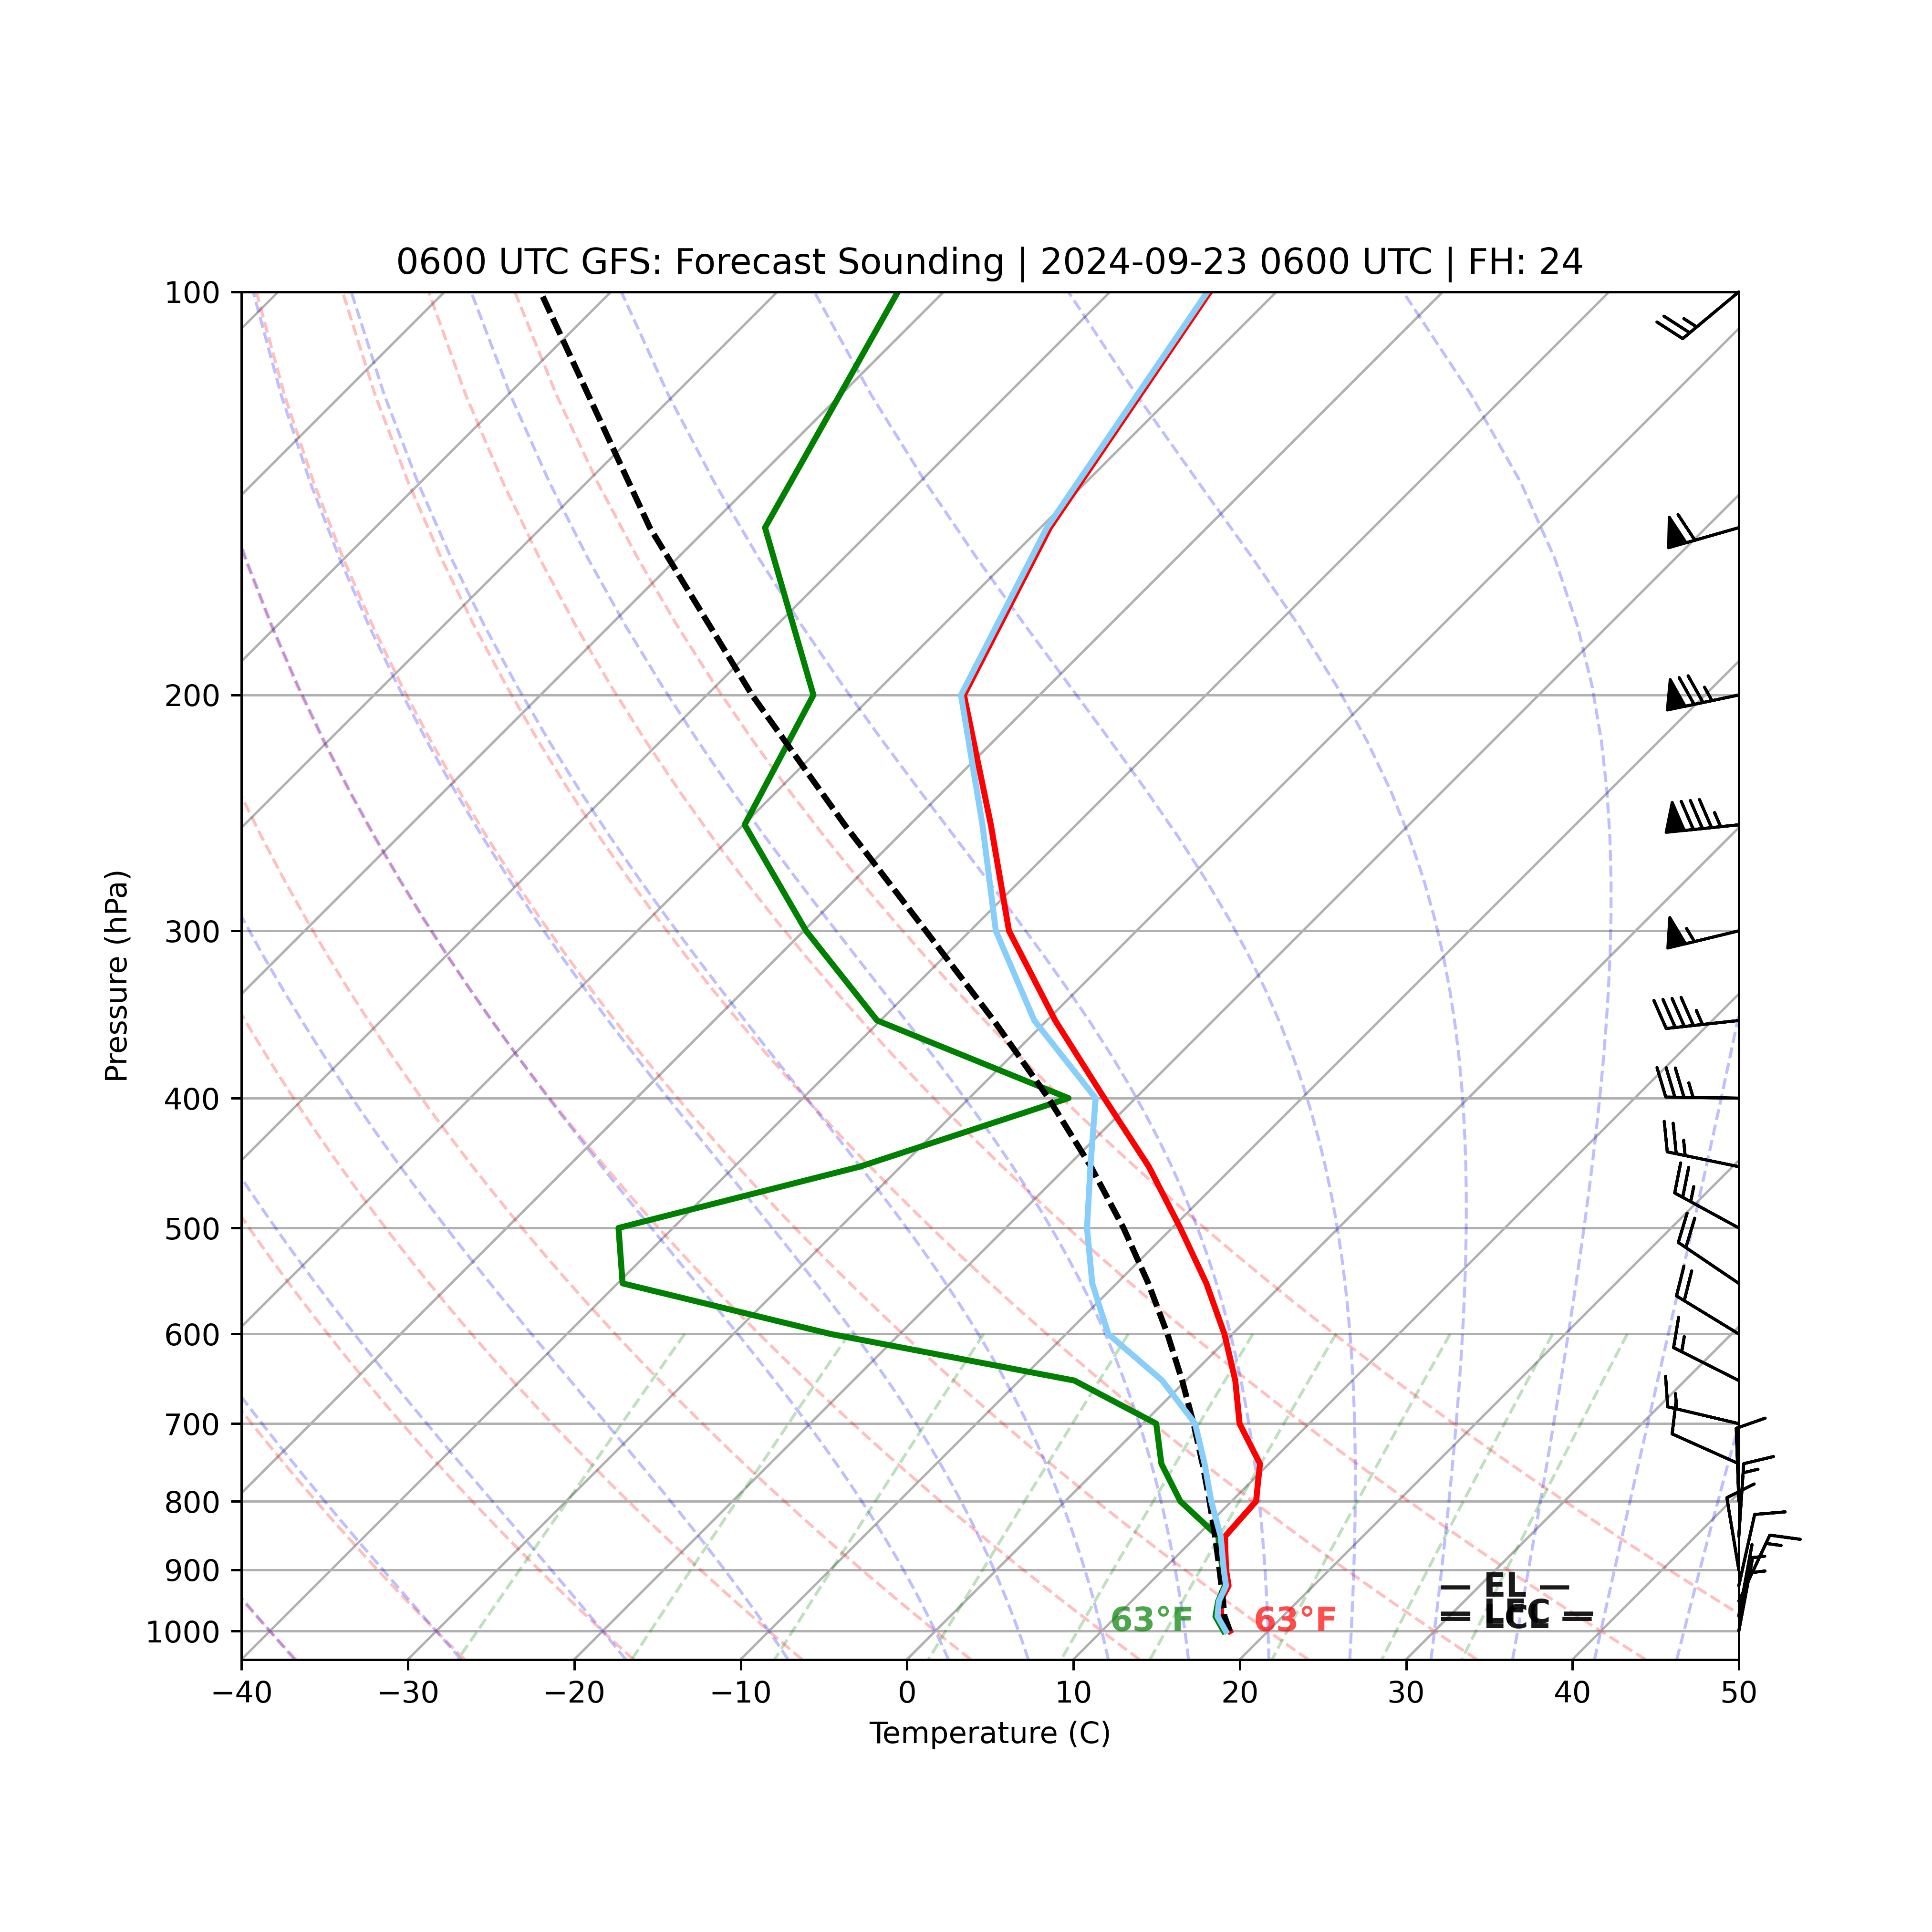 0600 UTC GFS: Forecast Sounding | 2024-09-23 0600 UTC | FH: 24
100
200
300
400
500
600
700
800
900
1000
Pressure (hPa)
— EL —
— LCL —
63°F 63°F
−40 −30 −20 −10 0 10 20 30 40 50
Temperature (C)